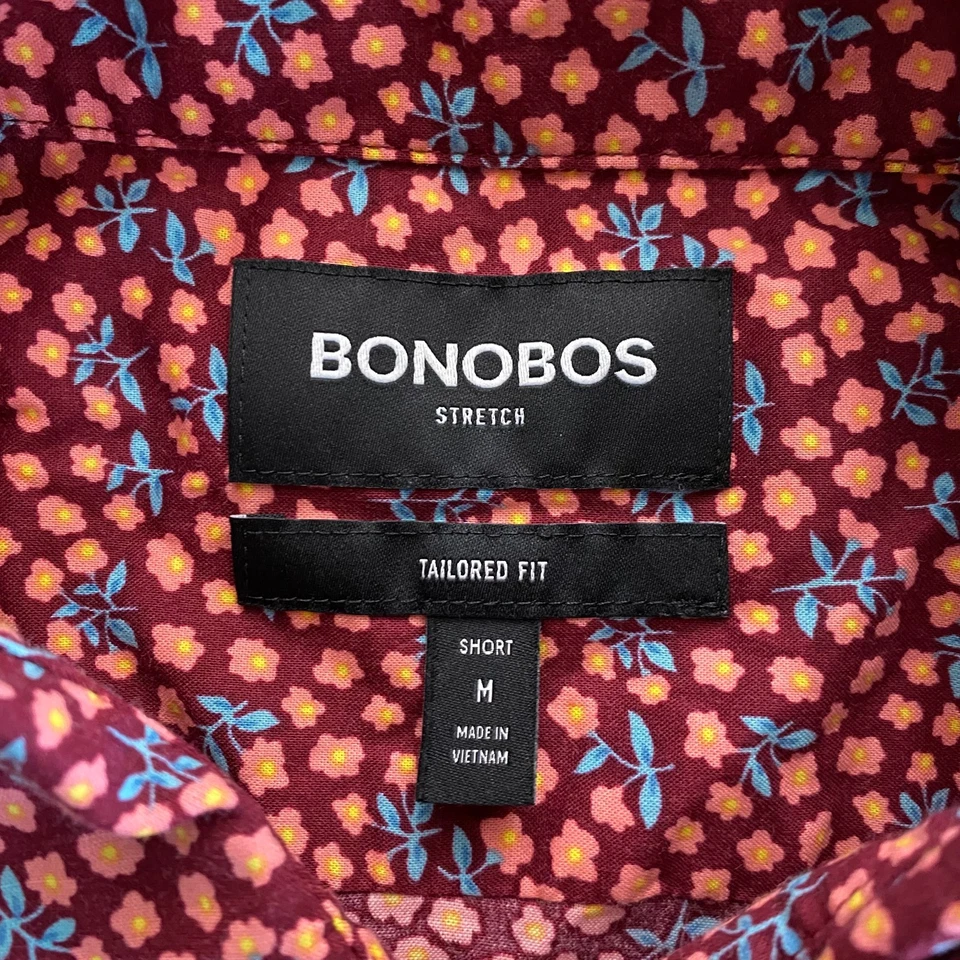 BONOBOS
STRETCH
TAILORED FIT
SHORT
M
MADE IN
VIETNAM